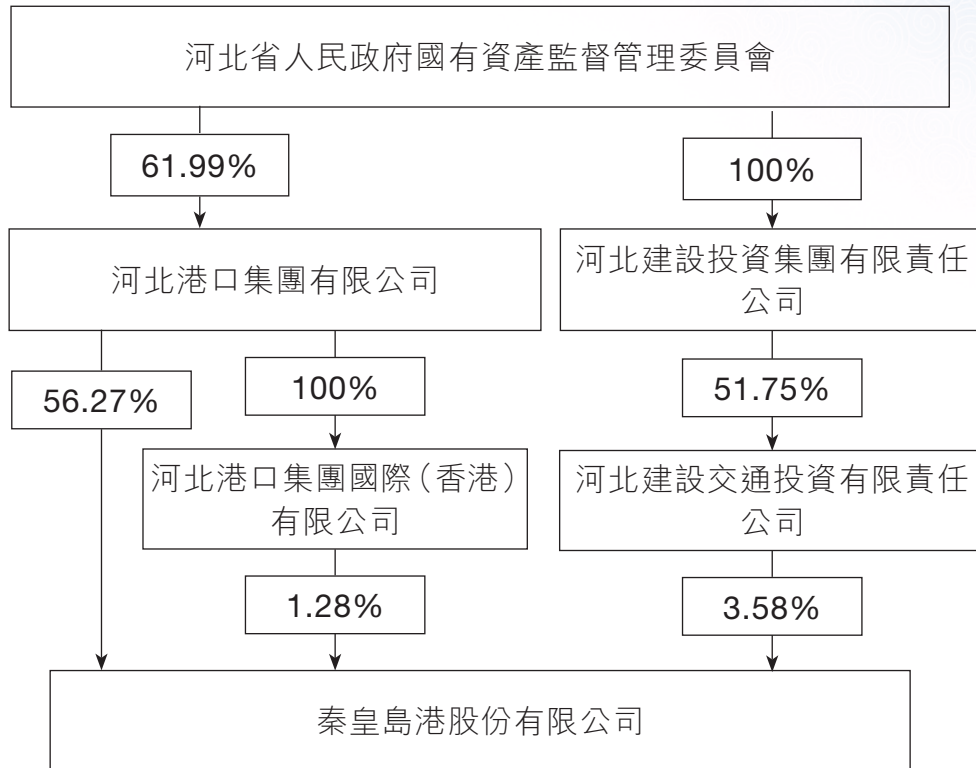 河北省人民政府國有資產監督管理委員會
61.99%
100%
河北港口集團有限公司
河北建設投資集團有限責任
公司
56.27%
100%
51.75%
河北港口集團國際（香港）
有限公司
河北建設交通投資有限責任
公司
1.28%
3.58%
秦皇島港股份有限公司